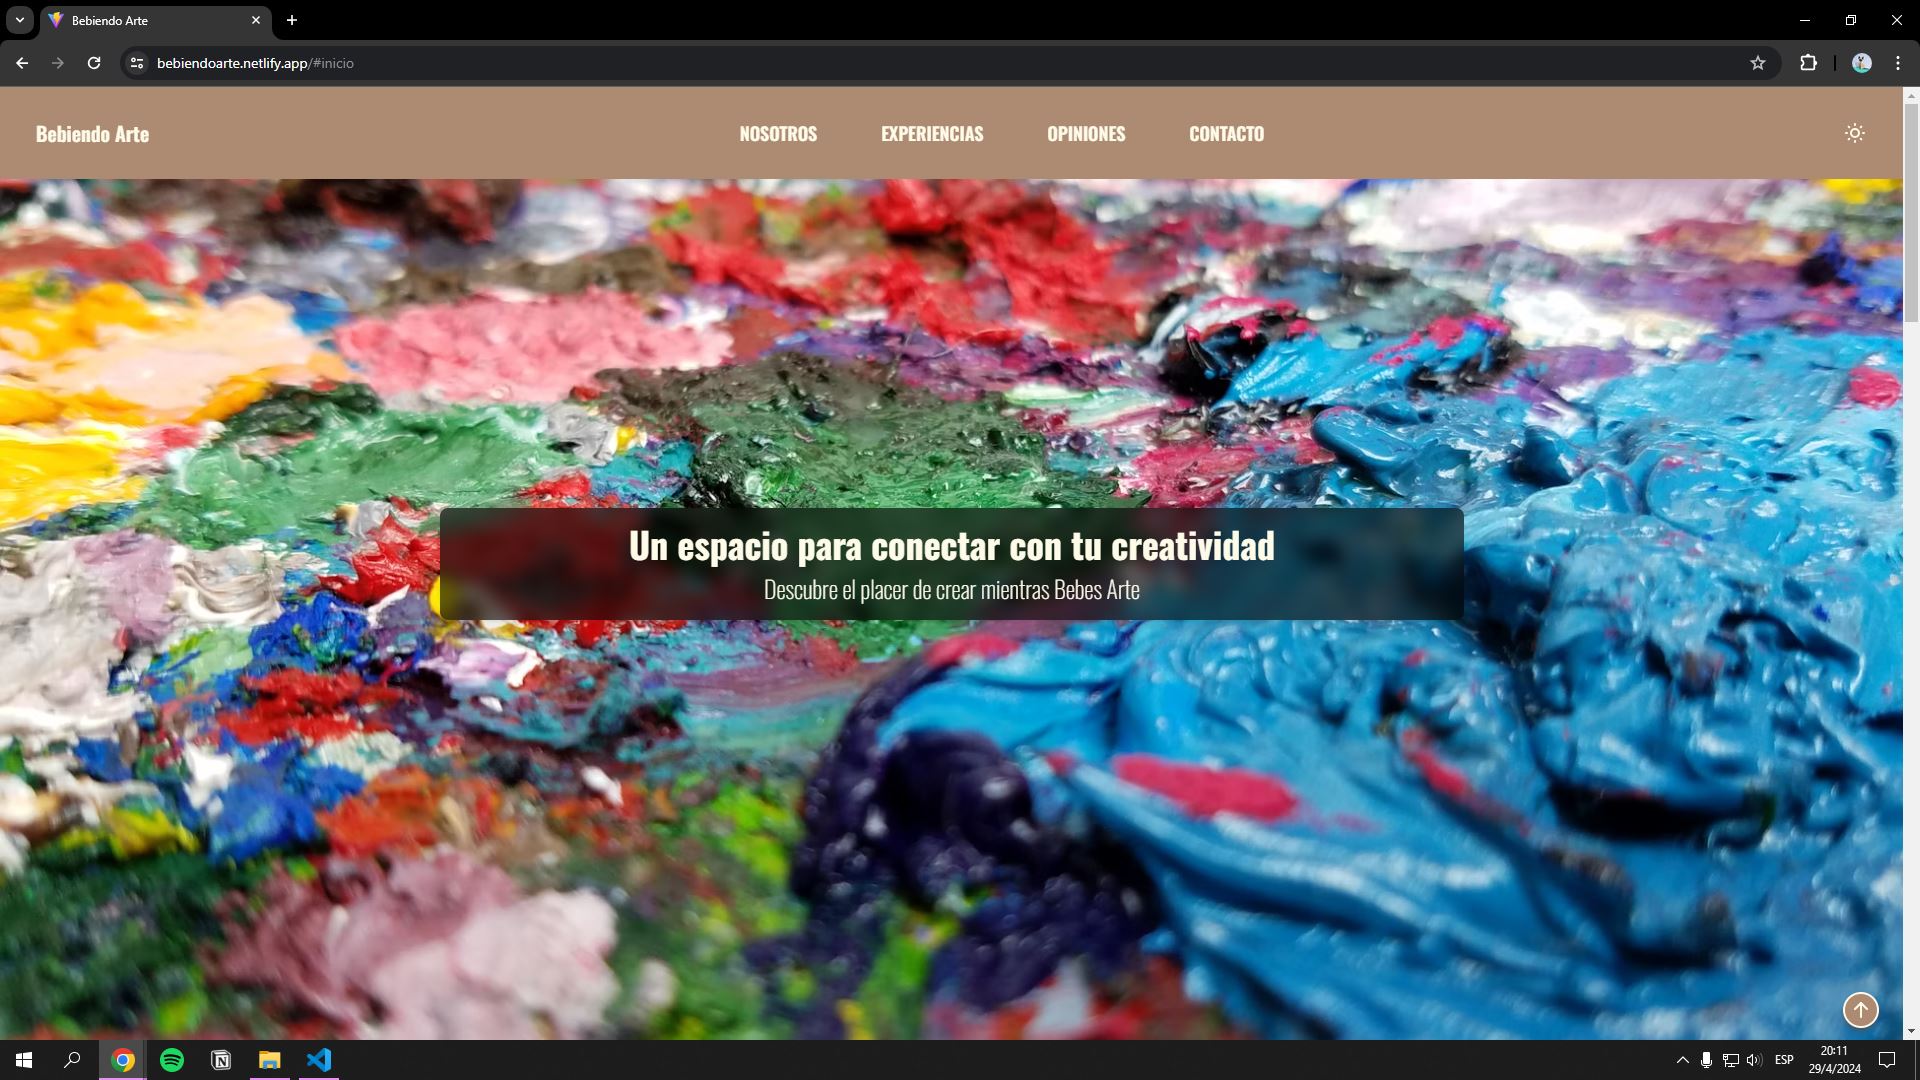 Bebiendo Arte
bebiendoarte.netlify.app/#inicio
Bebiendo Arte
NOSOTROS
EXPERIENCIAS
OPINIONES
CONTACTO
Un espacio para conectar con tu creatividad
Descubre el placer de crear mientras Bebes Arte
ESP
20:11
29/4/2024